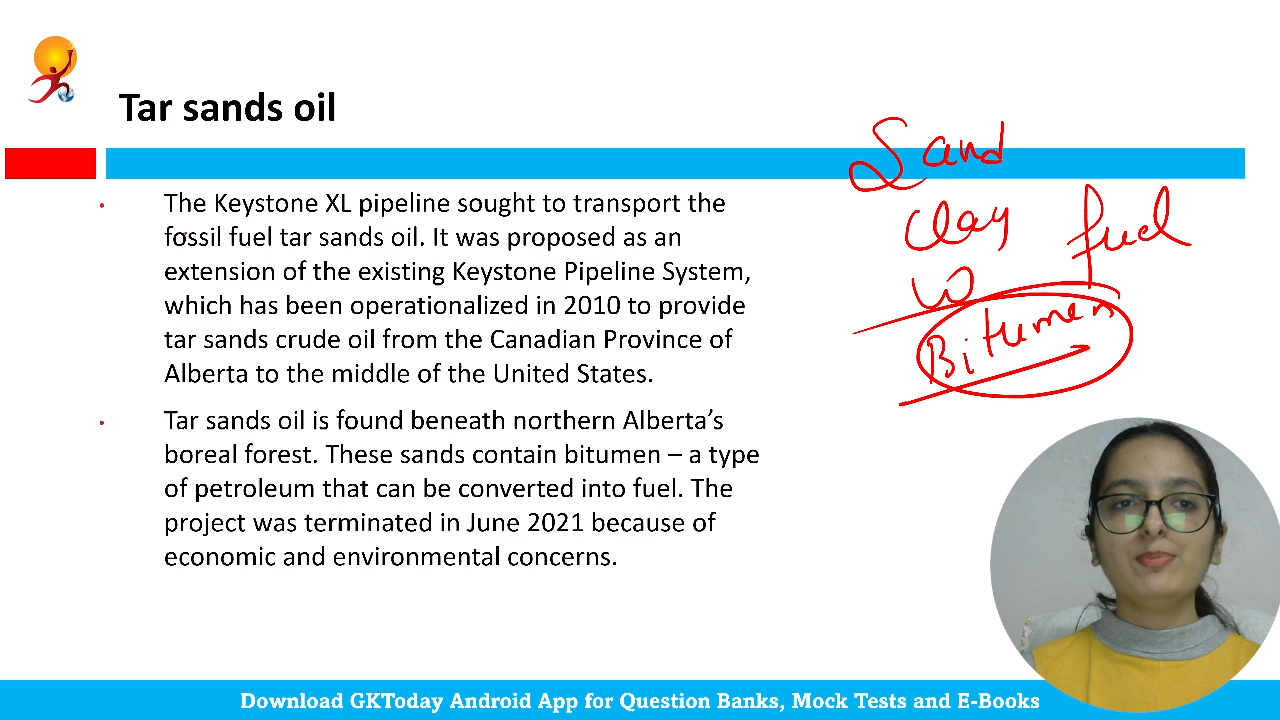 Tar sands oil
The Keystone XL pipeline sought to transport the
fossil fuel tar sands oil. It was proposed as an
extension of the existing Keystone Pipeline System,
which has been operationalized in 2010 to provide
tar sands crude oil from the Canadian Province of
Alberta to the middle of the United States.
Tar sands oil is found beneath northern Alberta’s
boreal forest. These sands contain bitumen – a type
of petroleum that can be converted into fuel. The
project was terminated in June 2021 because of
economic and environmental concerns.
Sand
clay
fuel
w
Bitumen
Download GKToday Android App for Question Banks, Mock Tests and E-Books